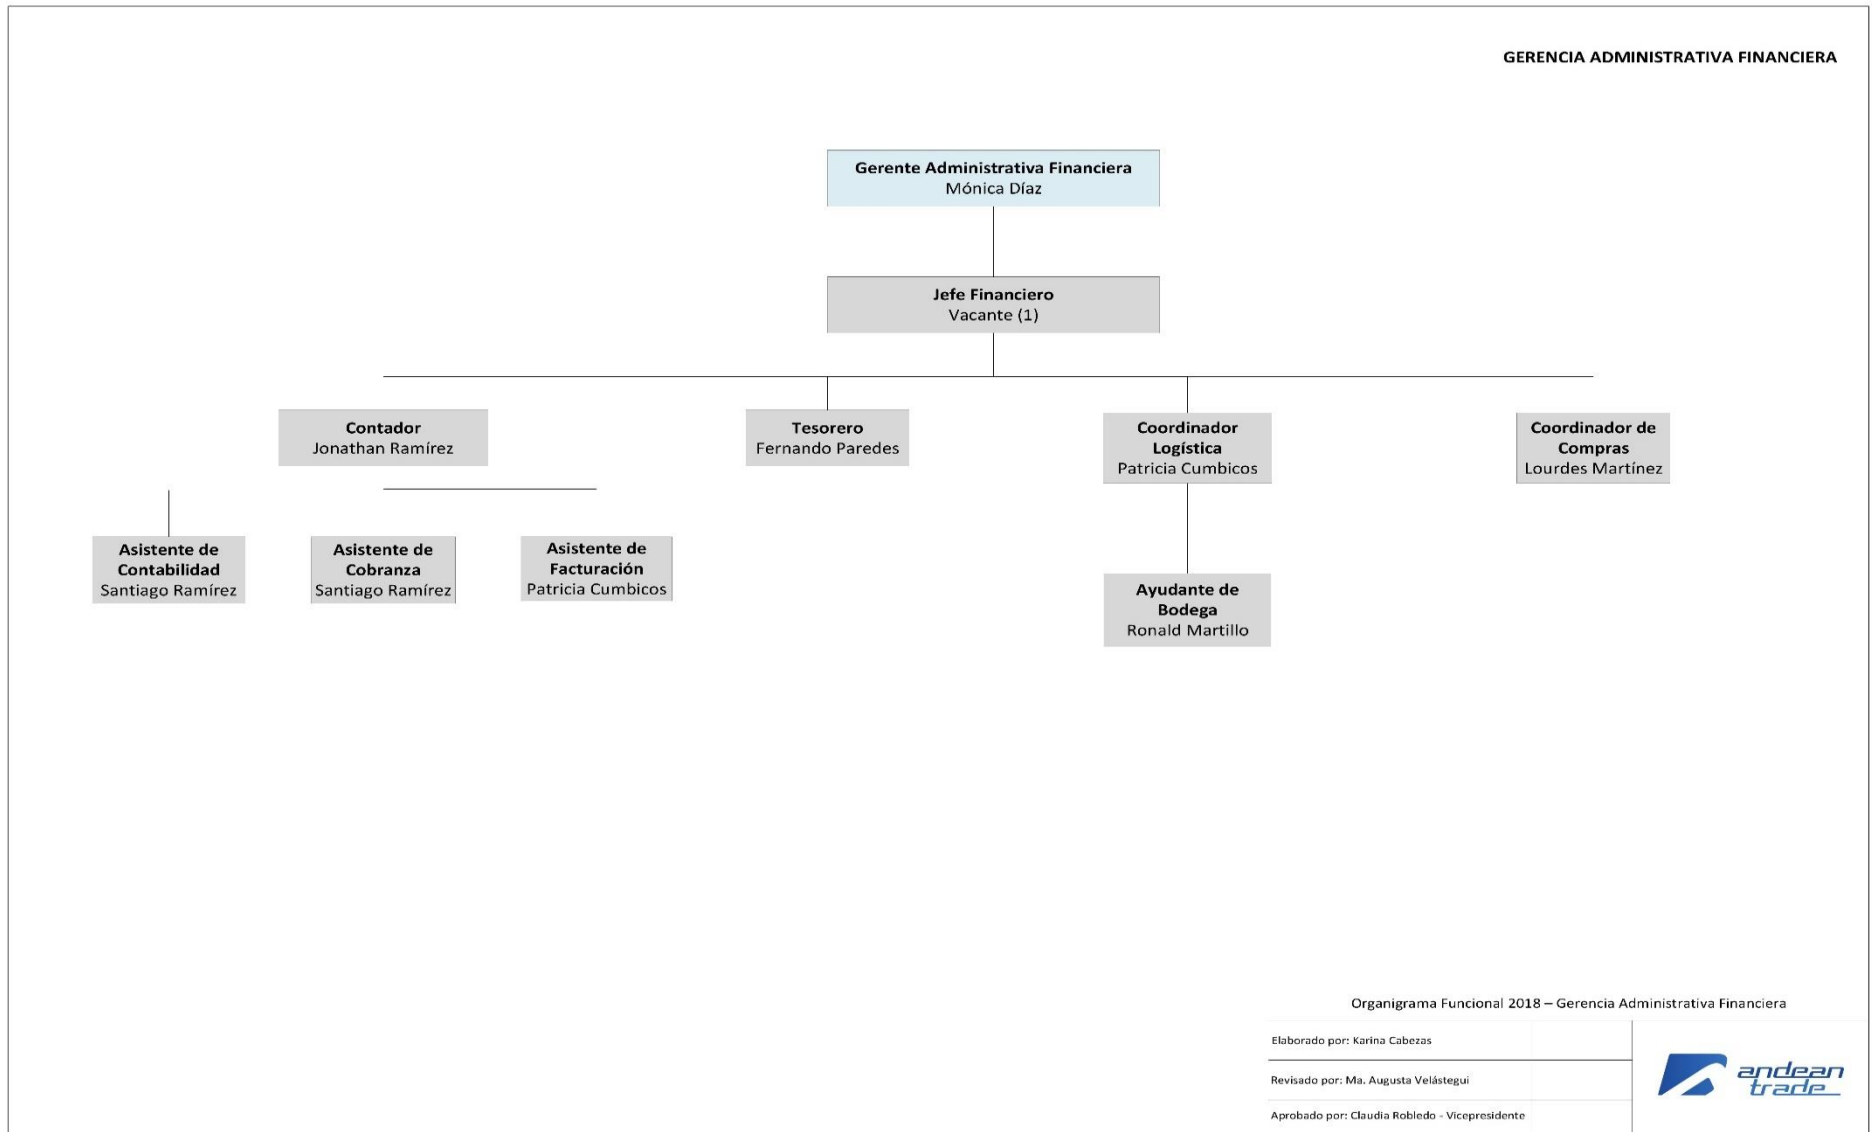 GERENCIA ADMINISTRATIVA FINANCIERA
Gerente Administrativa Financiera
Mónica Díaz
Jefe Financiero
Vacante (1)
Contador
Jonathan Ramírez
Tesorero
Fernando Paredes
Coordinador
Logística
Patricia Cumbicos
Coordinador de
Compras
Lourdes Martínez
Asistente de
Contabilidad
Santiago Ramírez
Asistente de
Cobranza
Santiago Ramírez
Asistente de
Facturación
Patricia Cumbicos
Ayudante de
Bodega
Ronald Martillo
Organigrama Funcional 2018 – Gerencia Administrativa Financiera
Elaborado por: Karina Cabezas
Revisado por: Ma. Augusta Velástegui
Aprobado por: Claudia Robledo - Vicepresidente
andean
trade